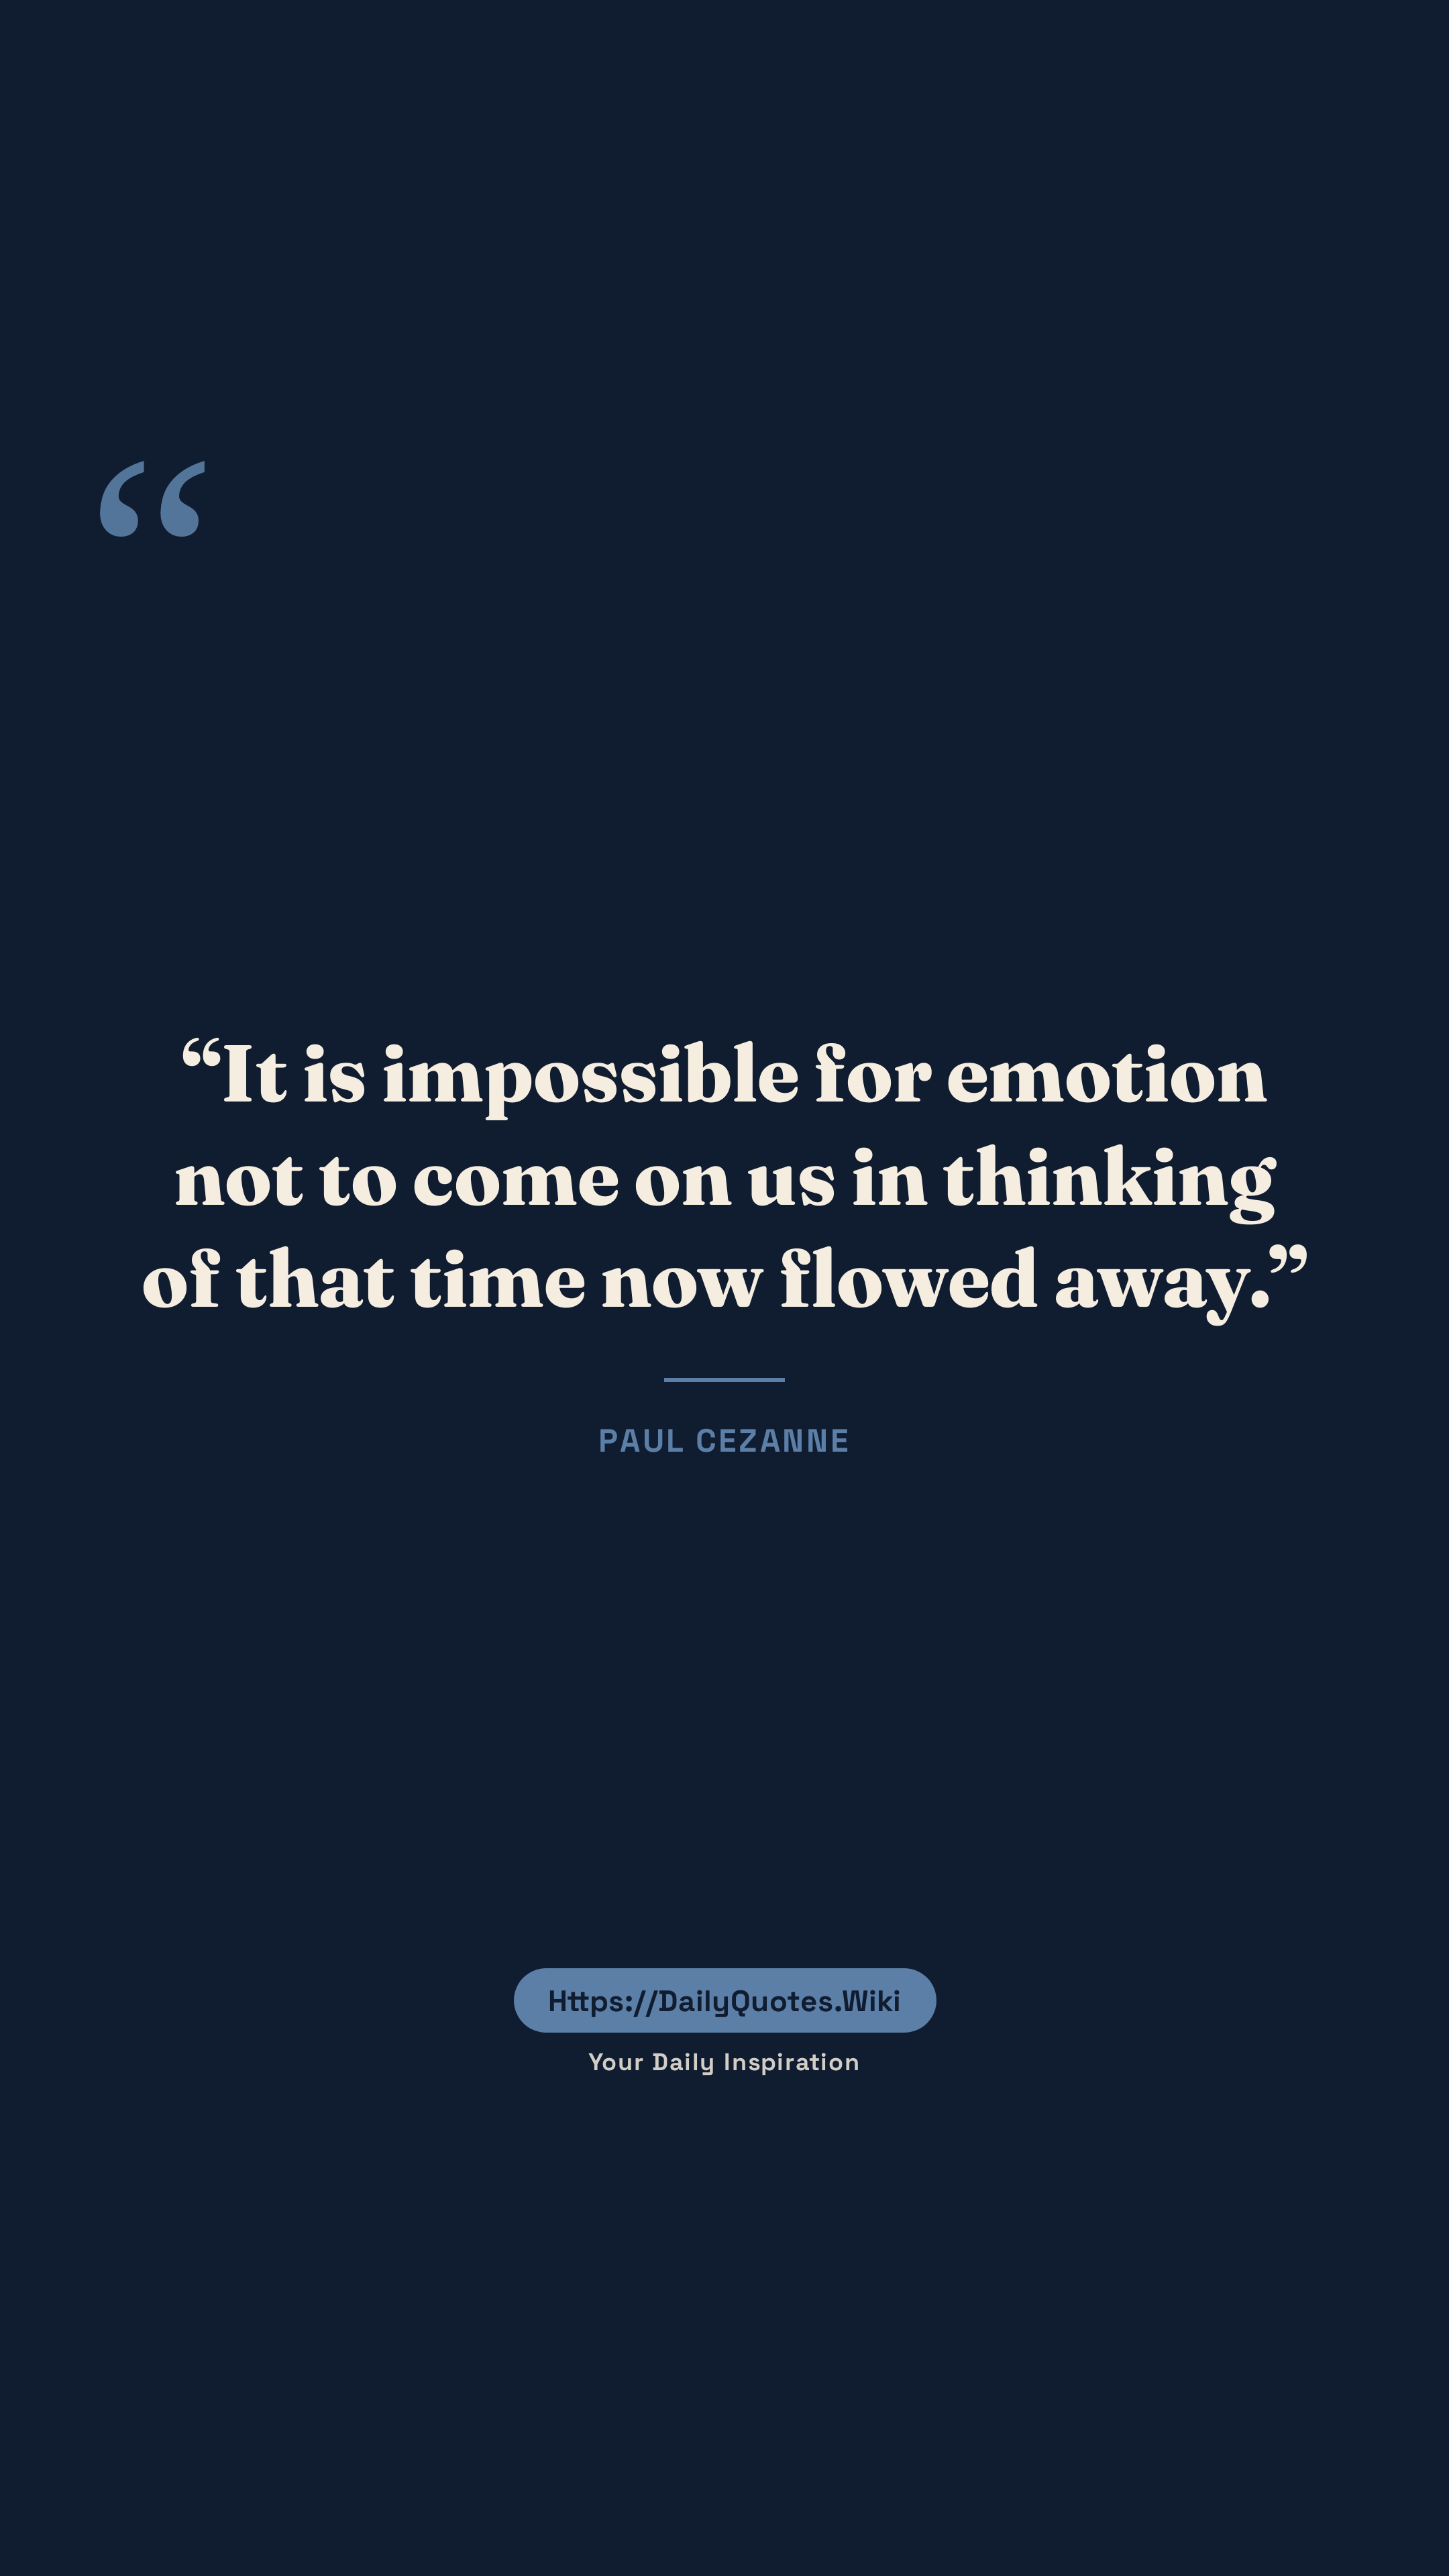 “
“It is impossible for emotion
not to come on us in thinking
of that time now flowed away.”
PAUL CEZANNE
Https://DailyQuotes.Wiki
Your Daily Inspiration